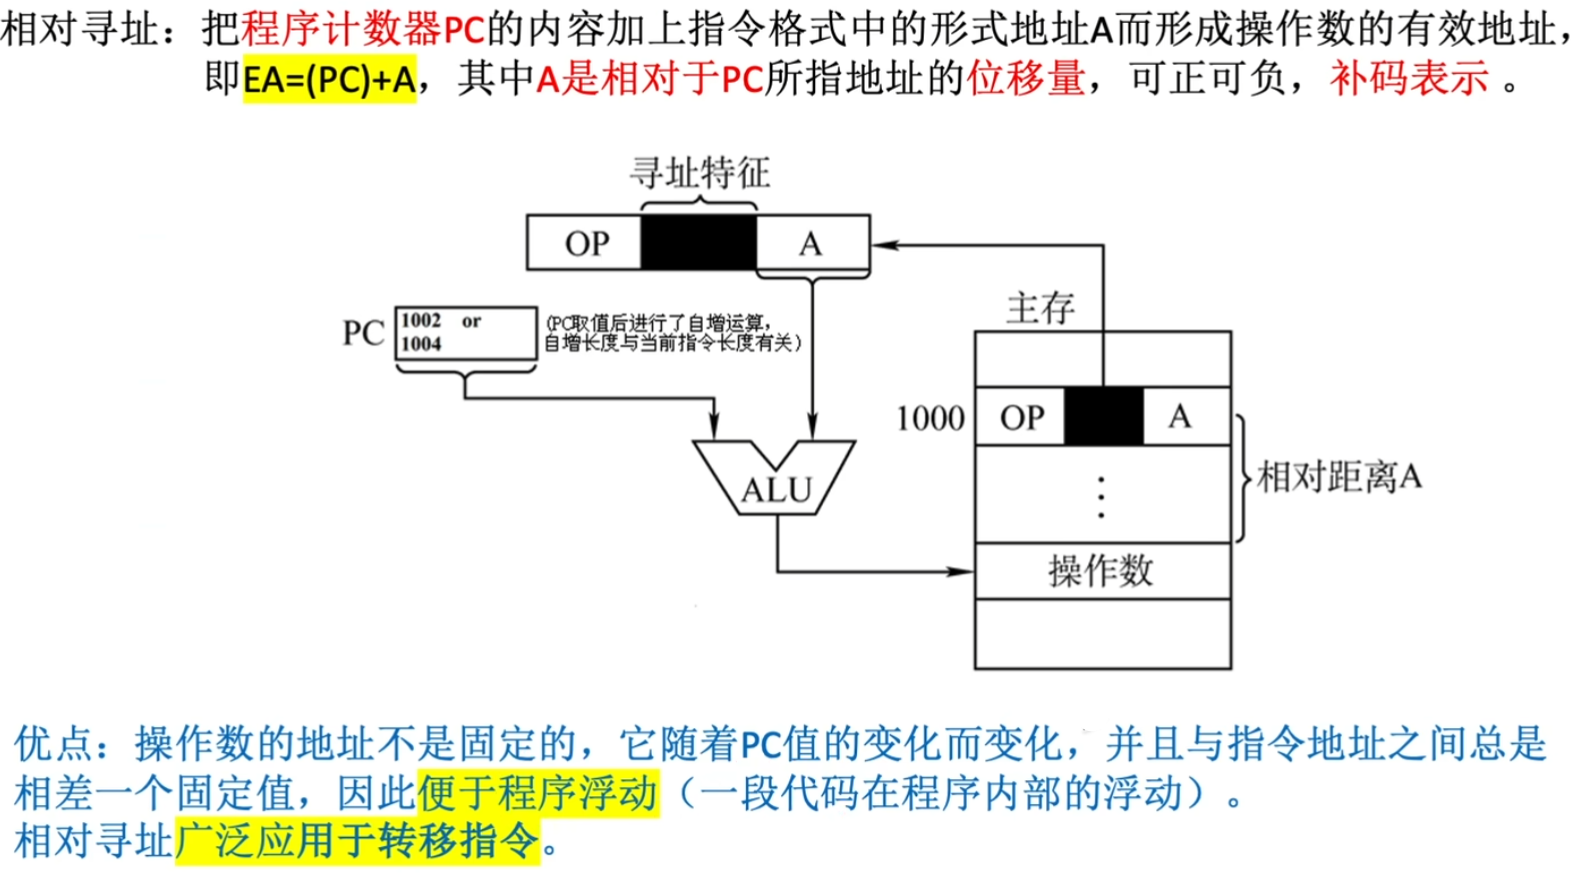 相对寻址：把程序计数器PC的内容加上指令格式中的形式地址A而形成操作数的有效地址，
即EA=(PC)+A，其中A是相对于PC所指地址的位移量，可正可负，补码表示 。
寻址特征
OP
A
主存
PC
1002 or
1004
(PC取值后进行了自增运算，
自增长度与当前指令长度有关)
1000
OP
A
相对距离A
ALU
操作数
优点：操作数的地址不是固定的，它随着PC值的变化而变化，并且与指令地址之间总是
相差一个固定值，因此便于程序浮动（一段代码在程序内部的浮动）。
相对寻址广泛应用于转移指令。